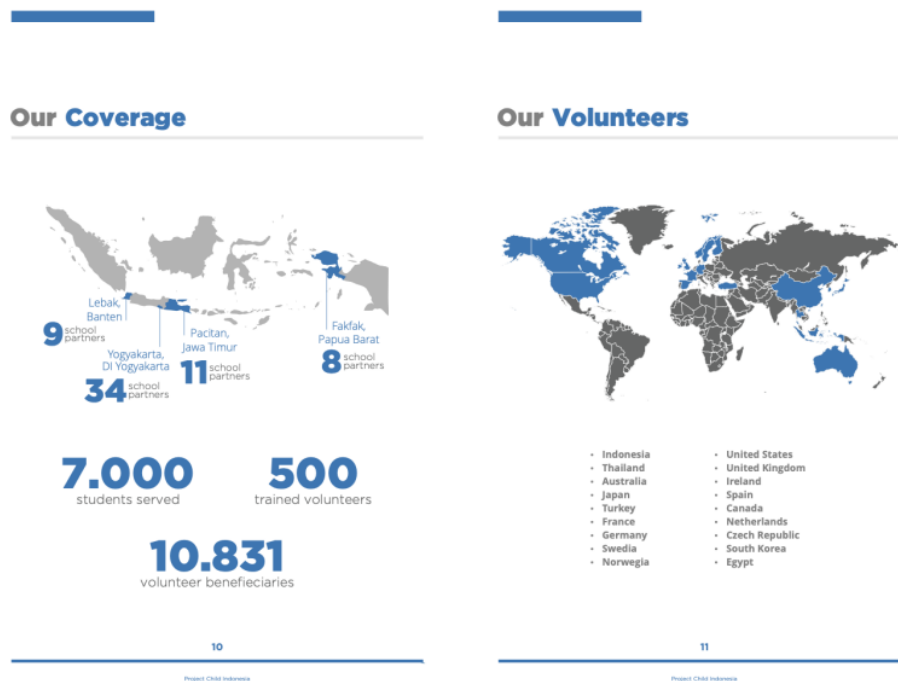 Our Coverage
Lebak,
Banten
9 school
partners
Yogyakarta,
DI Yogyakarta
34 school
partners
Pacitan,
Jawa Timur
11 school
partners
Fakfak,
Papua Barat
8 school
partners
7.000
students served
500
trained volunteers
10.831
volunteer benefieciaries
10
Project Child Indonesia
Our Volunteers
• Indonesia
• Thailand
• Australia
• Japan
• Turkey
• France
• Germany
• Swedia
• Norwegia
• United States
• United Kingdom
• Ireland
• Spain
• Canada
• Netherlands
• Czech Republic
• South Korea
• Egypt
11
Project Child Indonesia